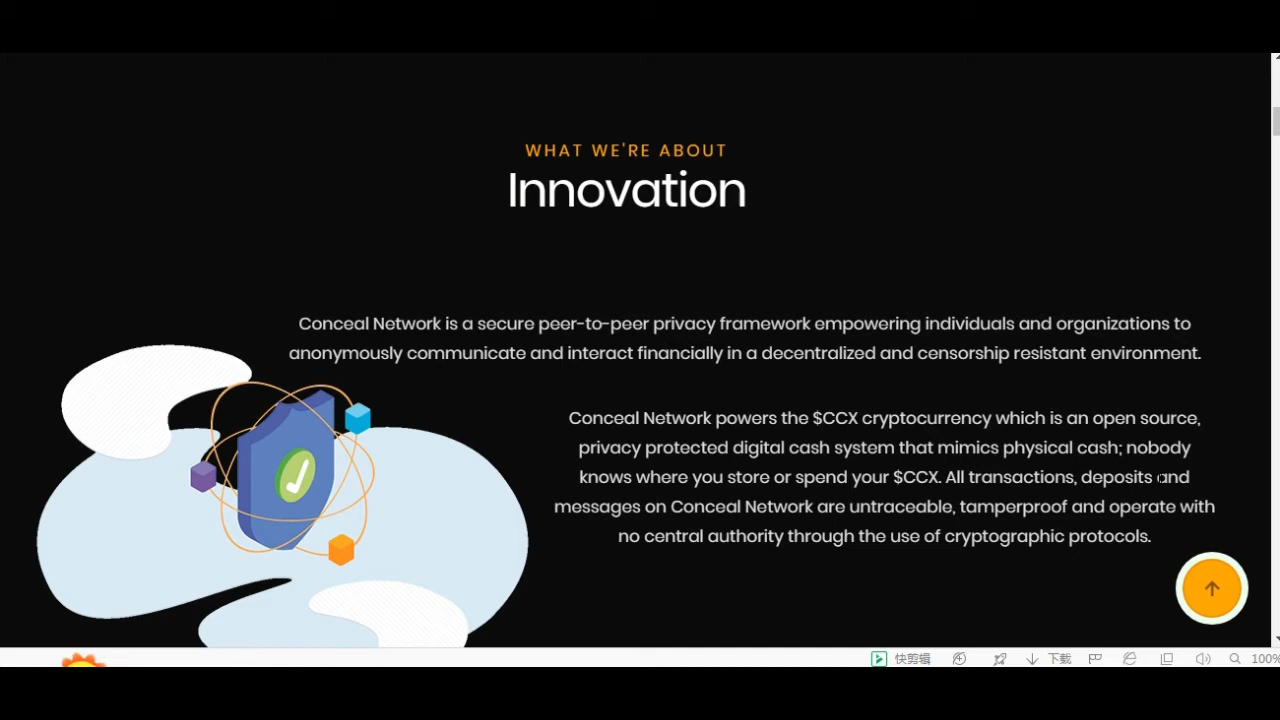 WHAT WE'RE ABOUT
Innovation
Conceal Network is a secure peer-to-peer privacy framework empowering individuals and organizations to
anonymously communicate and interact financially in a decentralized and censorship resistant environment.
Conceal Network powers the $CCX cryptocurrency which is an open source,
privacy protected digital cash system that mimics physical cash; nobody
knows where you store or spend your $CCX. All transactions, deposits and
messages on Conceal Network are untraceable, tamperproof and operate with
no central authority through the use of cryptographic protocols.
快剪辑 下载 100%